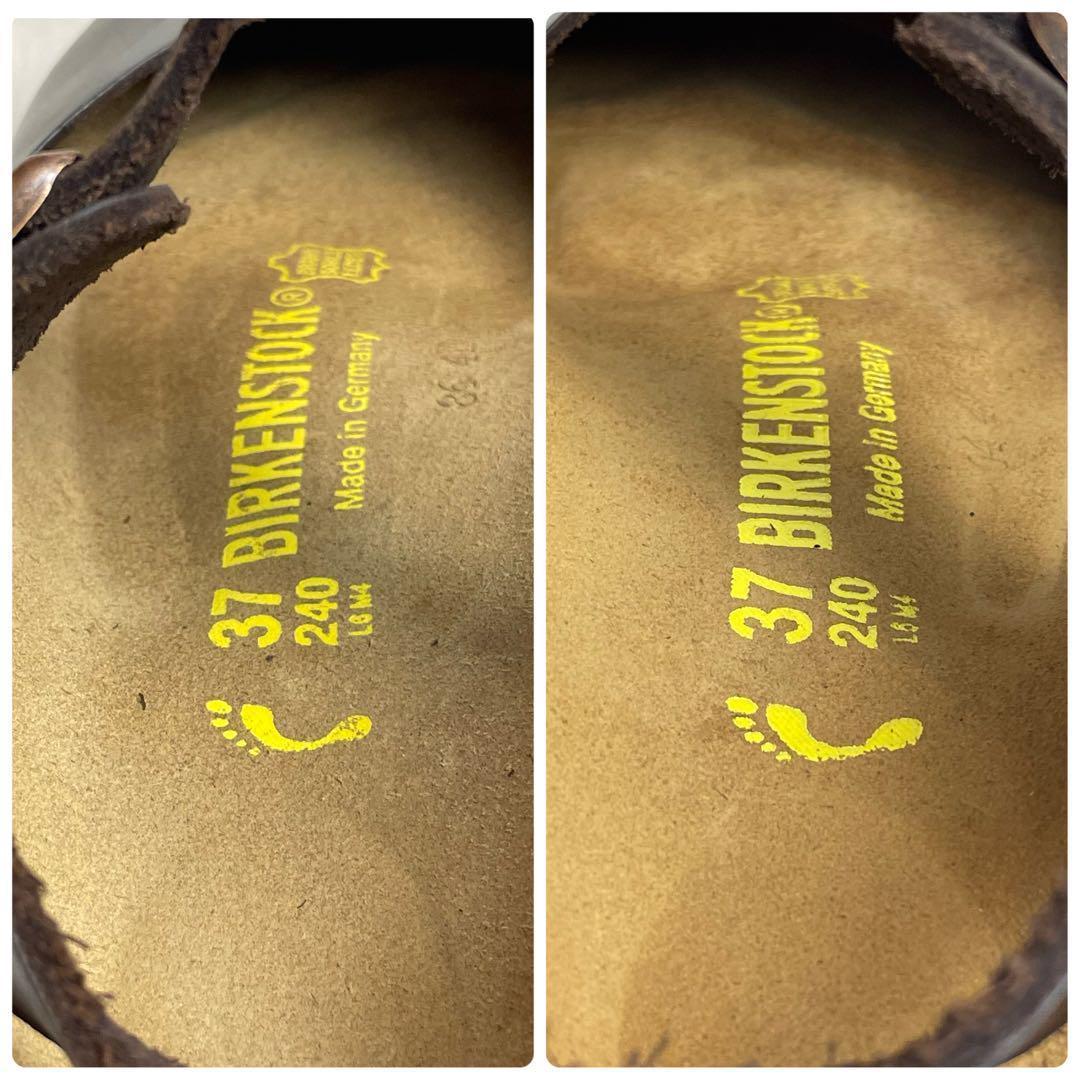 37 BIRKENSTOCK®
240 Made in Germany
L6 M4
37 BIRKENSTOCK®
240 Made in Germany
L6 M4